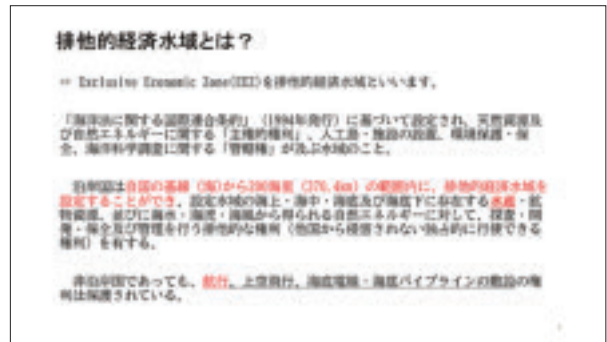 排他的経済水域とは？
⇒ Exclusive Economic Zone(EEZ)を排他的経済水域といいます。
「海洋法に関する国際連合条約」（1994年発行）に基づいて設定され、天然資源及
び自然エネルギーに関する「主権的権利」、人工島・施設の設置、環境保護・保
全、海洋科学調査に関する「管轄権」が及ぶ水域のこと。
沿岸国は自国の基線（海）から200海里（370.4km）の範囲内に、排他的経済水域を
設定することができ、設定水域の海上・海中・海底及び海底下に存在する水産・鉱
物資源、並びに海水・海流・海風から得られる自然エネルギーに対して、探査・開
発・保全及び管理を行う排他的な権利（他国から侵害されない独占的に行使できる
権利）を有する。
非沿岸国であっても、航行、上空飛行、海底電線・海底パイプラインの敷設の権
利は保護されている。